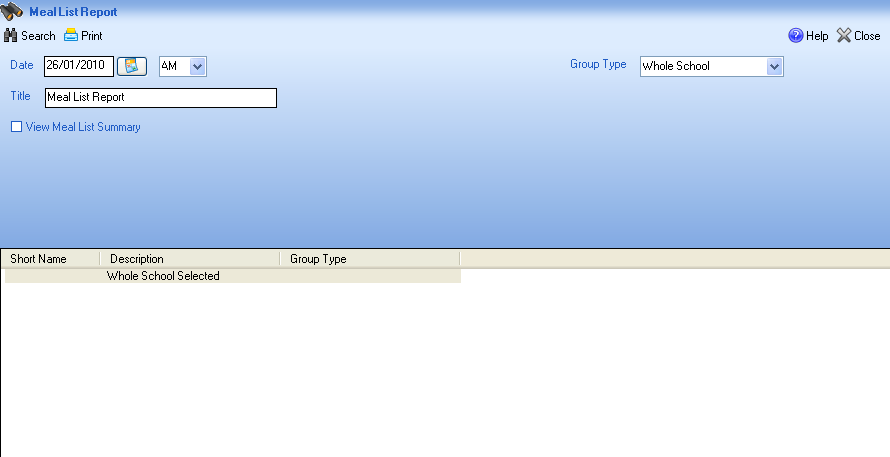 Meal List Report
Search Print Help Close
Date 26/01/2010 AM Group Type Whole School
Title Meal List Report
View Meal List Summary
Short Name Description Group Type
Whole School Selected